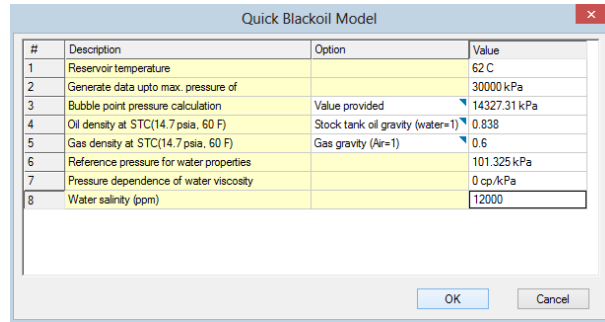 Quick Blackoil Model
# Description Option Value
1 Reservoir temperature 62 C
2 Generate data upto max. pressure of 30000 kPa
3 Bubble point pressure calculation Value provided 14327.31 kPa
4 Oil density at STC(14.7 psia, 60 F) Stock tank oil gravity (water=1) 0.838
5 Gas density at STC(14.7 psia, 60 F) Gas gravity (Air=1) 0.6
6 Reference pressure for water properties 101.325 kPa
7 Pressure dependence of water viscosity 0 cp/kPa
8 Water salinity (ppm) 12000
OK Cancel